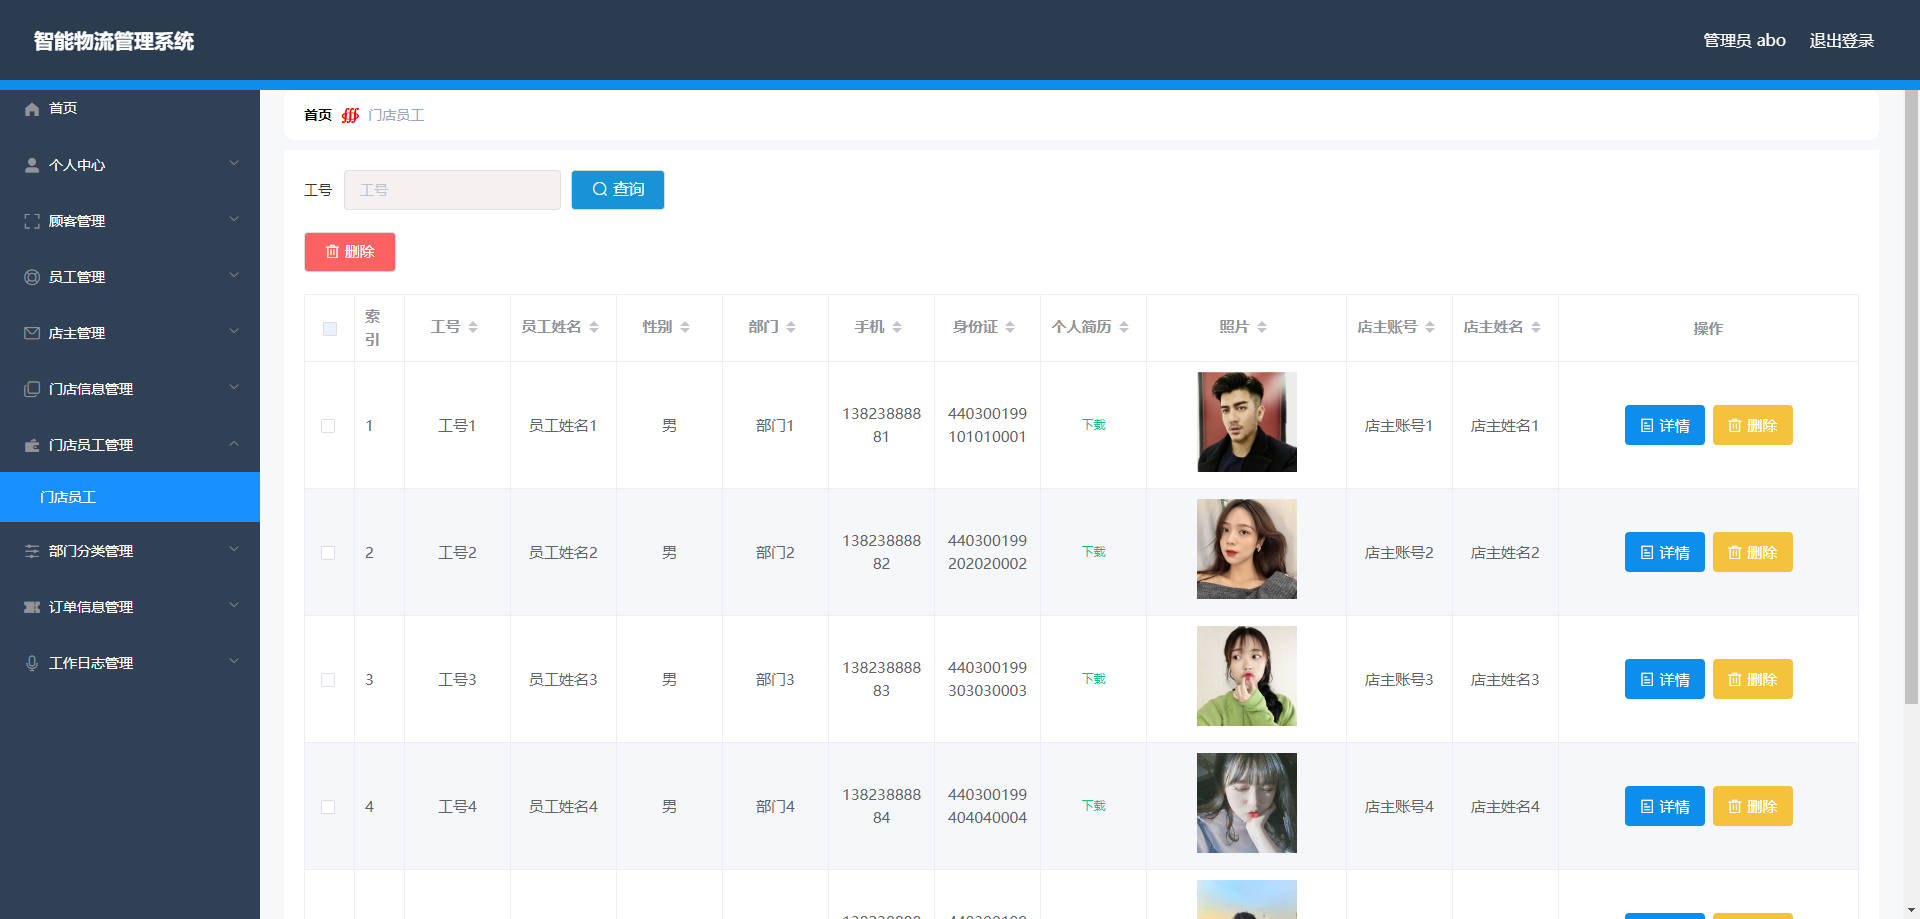 智能物流管理系统
管理员 abo 退出登录
首页
个人中心
顾客管理
员工管理
店主管理
门店信息管理
门店员工管理
门店员工
部门分类管理
订单信息管理
工作日志管理
首页 门店员工
工号 工号 查询
删除
索引 工号 员工姓名 性别 部门 手机 身份证 个人简历 照片 店主账号 店主姓名 操作
1 工号1 员工姓名1 男 部门1 13823888881 440300199101010001 下载 店主账号1 店主姓名1 详情 删除
2 工号2 员工姓名2 男 部门2 13823888882 440300199202020002 下载 店主账号2 店主姓名2 详情 删除
3 工号3 员工姓名3 男 部门3 13823888883 440300199303030003 下载 店主账号3 店主姓名3 详情 删除
4 工号4 员工姓名4 男 部门4 13823888884 440300199404040004 下载 店主账号4 店主姓名4 详情 删除